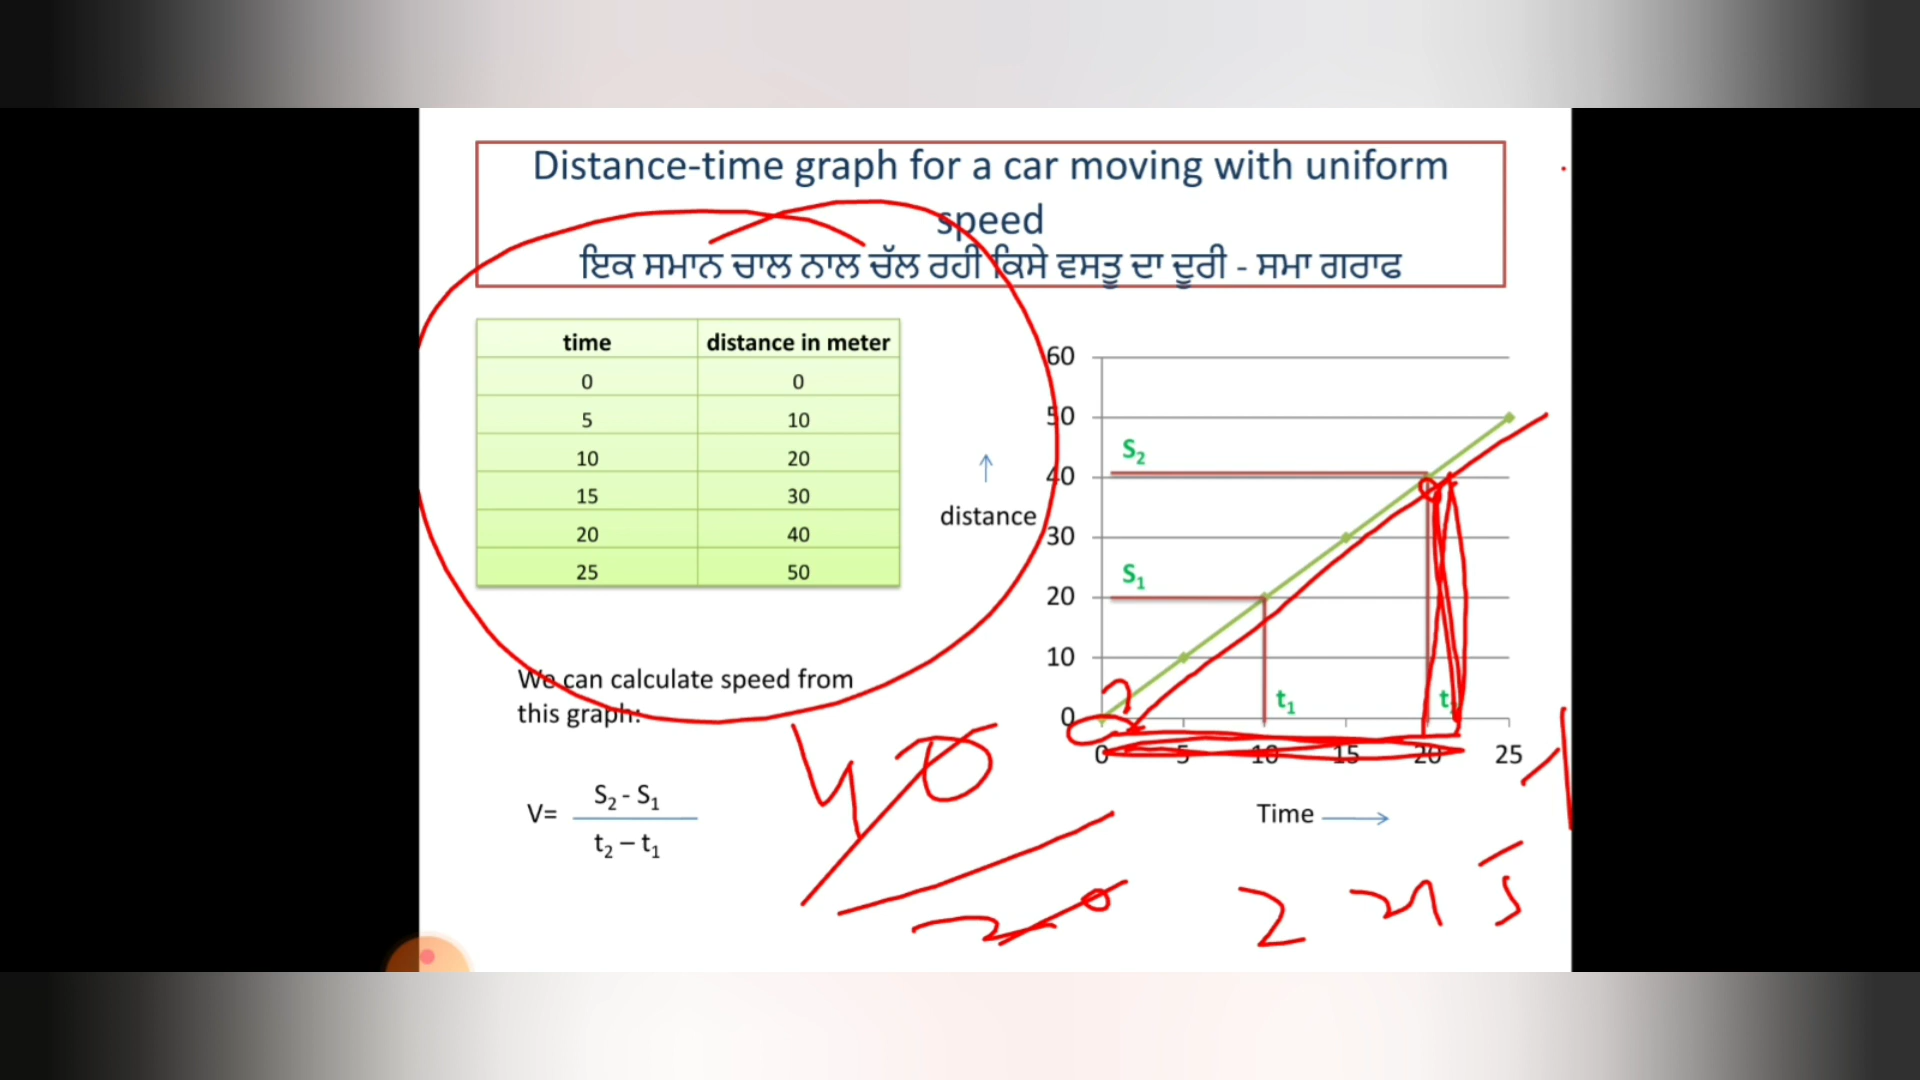 Distance-time graph for a car moving with uniform
speed
ਇਕ ਸਮਾਨ ਚਾਲ ਨਾਲ ਚੱਲ ਰਹੀ ਕਿਸੇ ਵਸਤੂ ਦਾ ਦੂਰੀ - ਸਮਾ ਗਰਾਫ
time distance in meter
0 0
5 10
10 20
15 30
20 40
25 50
We can calculate speed from
this graph:
V= S₂ - S₁
t₂ – t₁
distance
60
50
40
30
20
10
0
S₂
S₁
t₁
t
0 5 10 15 20 25
Time
40
20
2 m s⁻¹